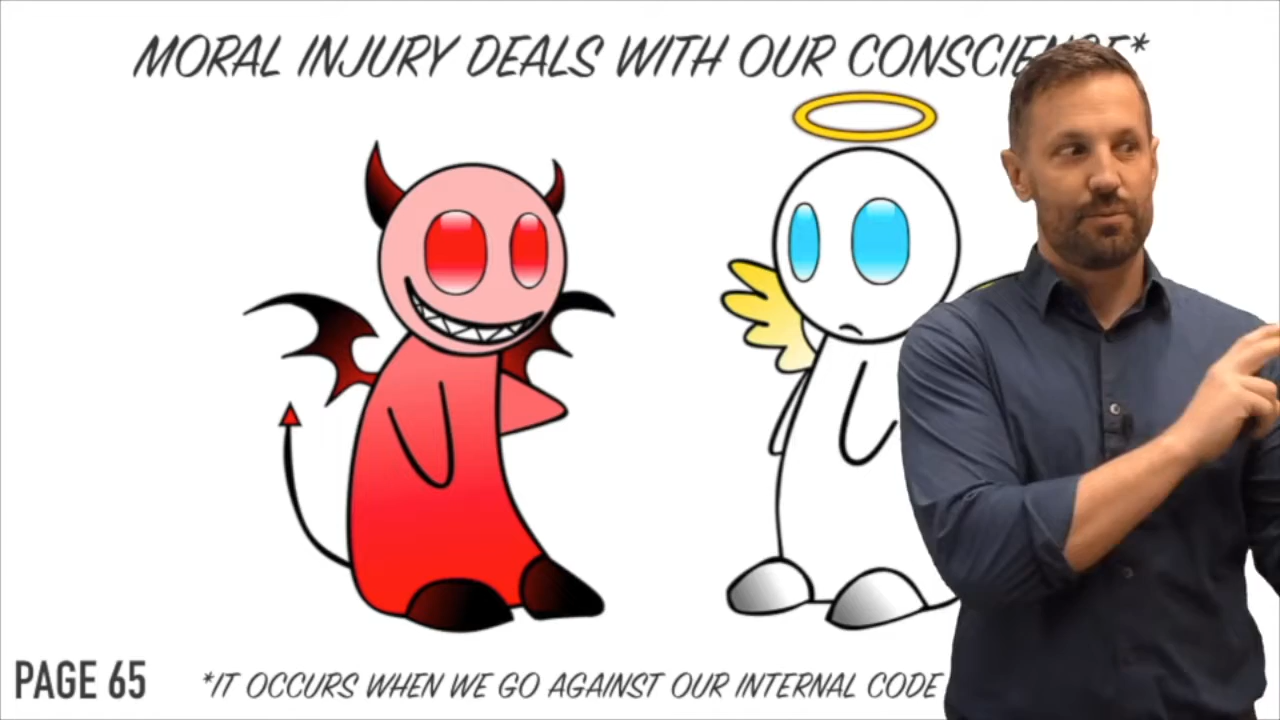 MORAL INJURY DEALS WITH OUR
PAGE 65
*IT OCCURS WHEN WE GO AGAINST OUR INTERNAL CODE